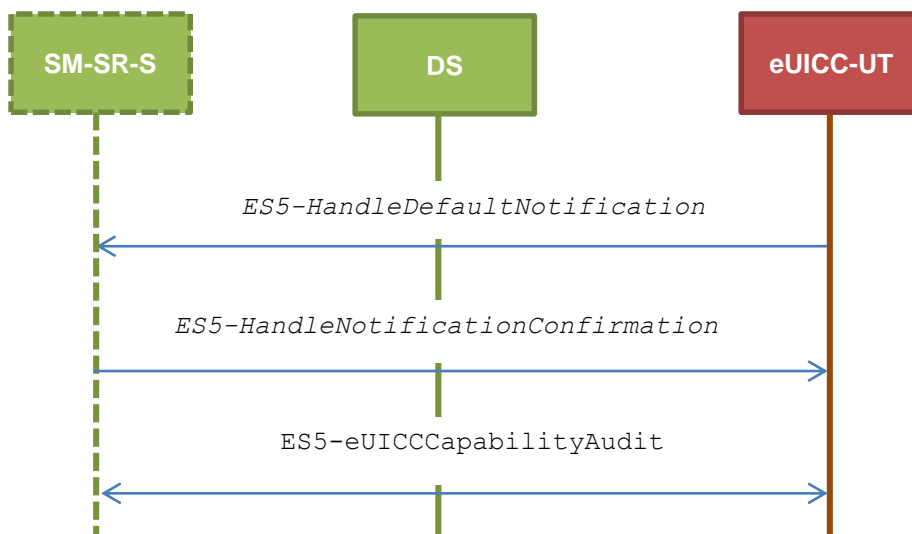 SM-SR-S
DS
eUICC-UT
ES5-HandleDefaultNotification
ES5-HandleNotificationConfirmation
ES5-eUICCCapabilityAudit